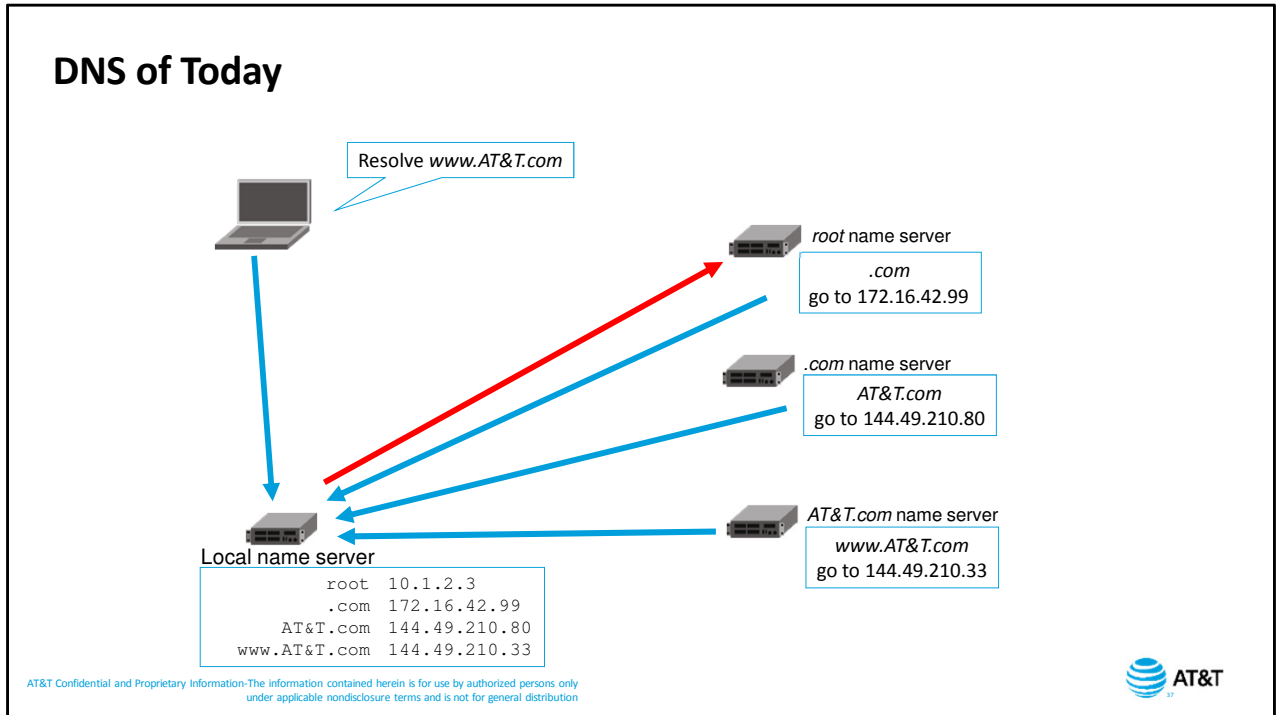 DNS of Today
Resolve www.AT&T.com
root name server
.com
go to 172.16.42.99
.com name server
AT&T.com
go to 144.49.210.80
AT&T.com name server
www.AT&T.com
go to 144.49.210.33
Local name server
root 10.1.2.3
.com 172.16.42.99
AT&T.com 144.49.210.80
www.AT&T.com 144.49.210.33
AT&T Confidential and Proprietary Information-The information contained herein is for use by authorized persons only
under applicable nondisclosure terms and is not for general distribution
AT&T
37